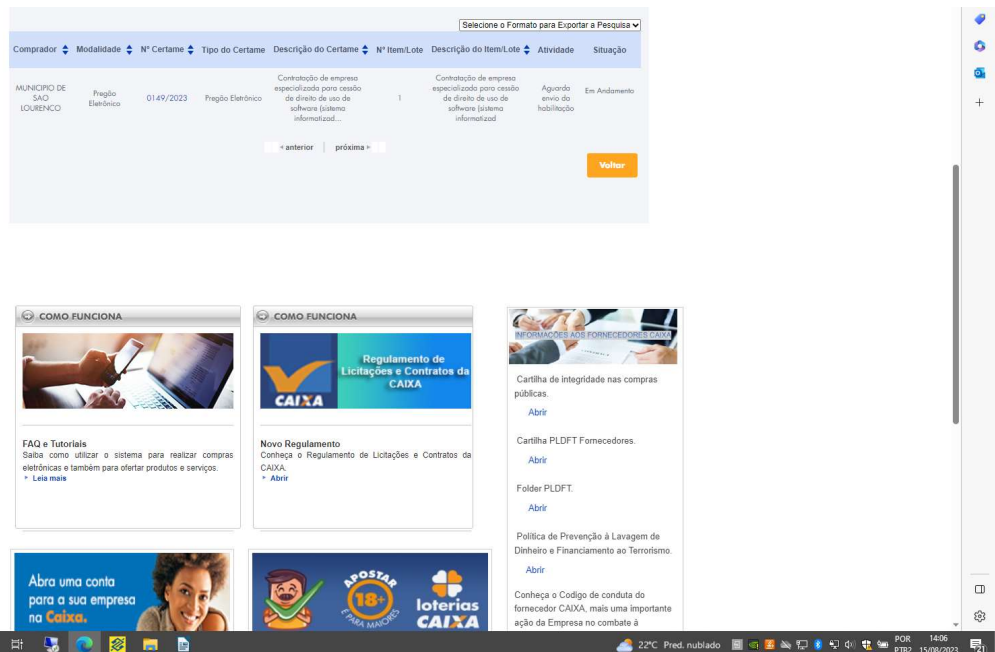 Selecione o Formato para Exportar a Pesquisa
Comprador Modalidade Nº Certame Tipo do Certame Descrição do Certame Nº Item/Lote Descrição do Item/Lote Atividade Situação
MUNICIPIO DE
SAO
LOURENCO
Pregão
Eletrônico
0149/2023
Pregão Eletrônico
Contratação de empresa
especializada para cessão
de direito de uso de
software (sistema
informatizad...
1
Contratação de empresa
especializada para cessão
de direito de uso de
software (sistema
informatizad
Aguarda
envio da
habilitação
Em Andamento
anterior | próxima
Voltar
COMO FUNCIONA
FAQ e Tutoriais
Saiba como utilizar o sistema para realizar compras
eletrônicas e também para ofertar produtos e serviços.
Leia mais
COMO FUNCIONA
CAIXA
Regulamento de
Licitações e Contratos da
CAIXA
Novo Regulamento
Conheça o Regulamento de Licitações e Contratos da
CAIXA.
Abrir
INFORMAÇÕES AOS FORNECEDORES CAIXA
Cartilha de integridade nas compras
públicas.
Abrir
Cartilha PLDFT Fornecedores.
Abrir
Folder PLDFT.
Abrir
Política de Prevenção à Lavagem de
Dinheiro e Financiamento ao Terrorismo.
Abrir
Conheça o Codigo de conduta do
fornecedor CAIXA, mais uma importante
ação da Empresa no combate à
Abra uma conta
para a sua empresa
na Caixa.
APOSTAR
18+
PARA MAIORES
loterias
CAIXA
22°C Pred. nublado
POR
PTB2
14:06
15/08/2023
21